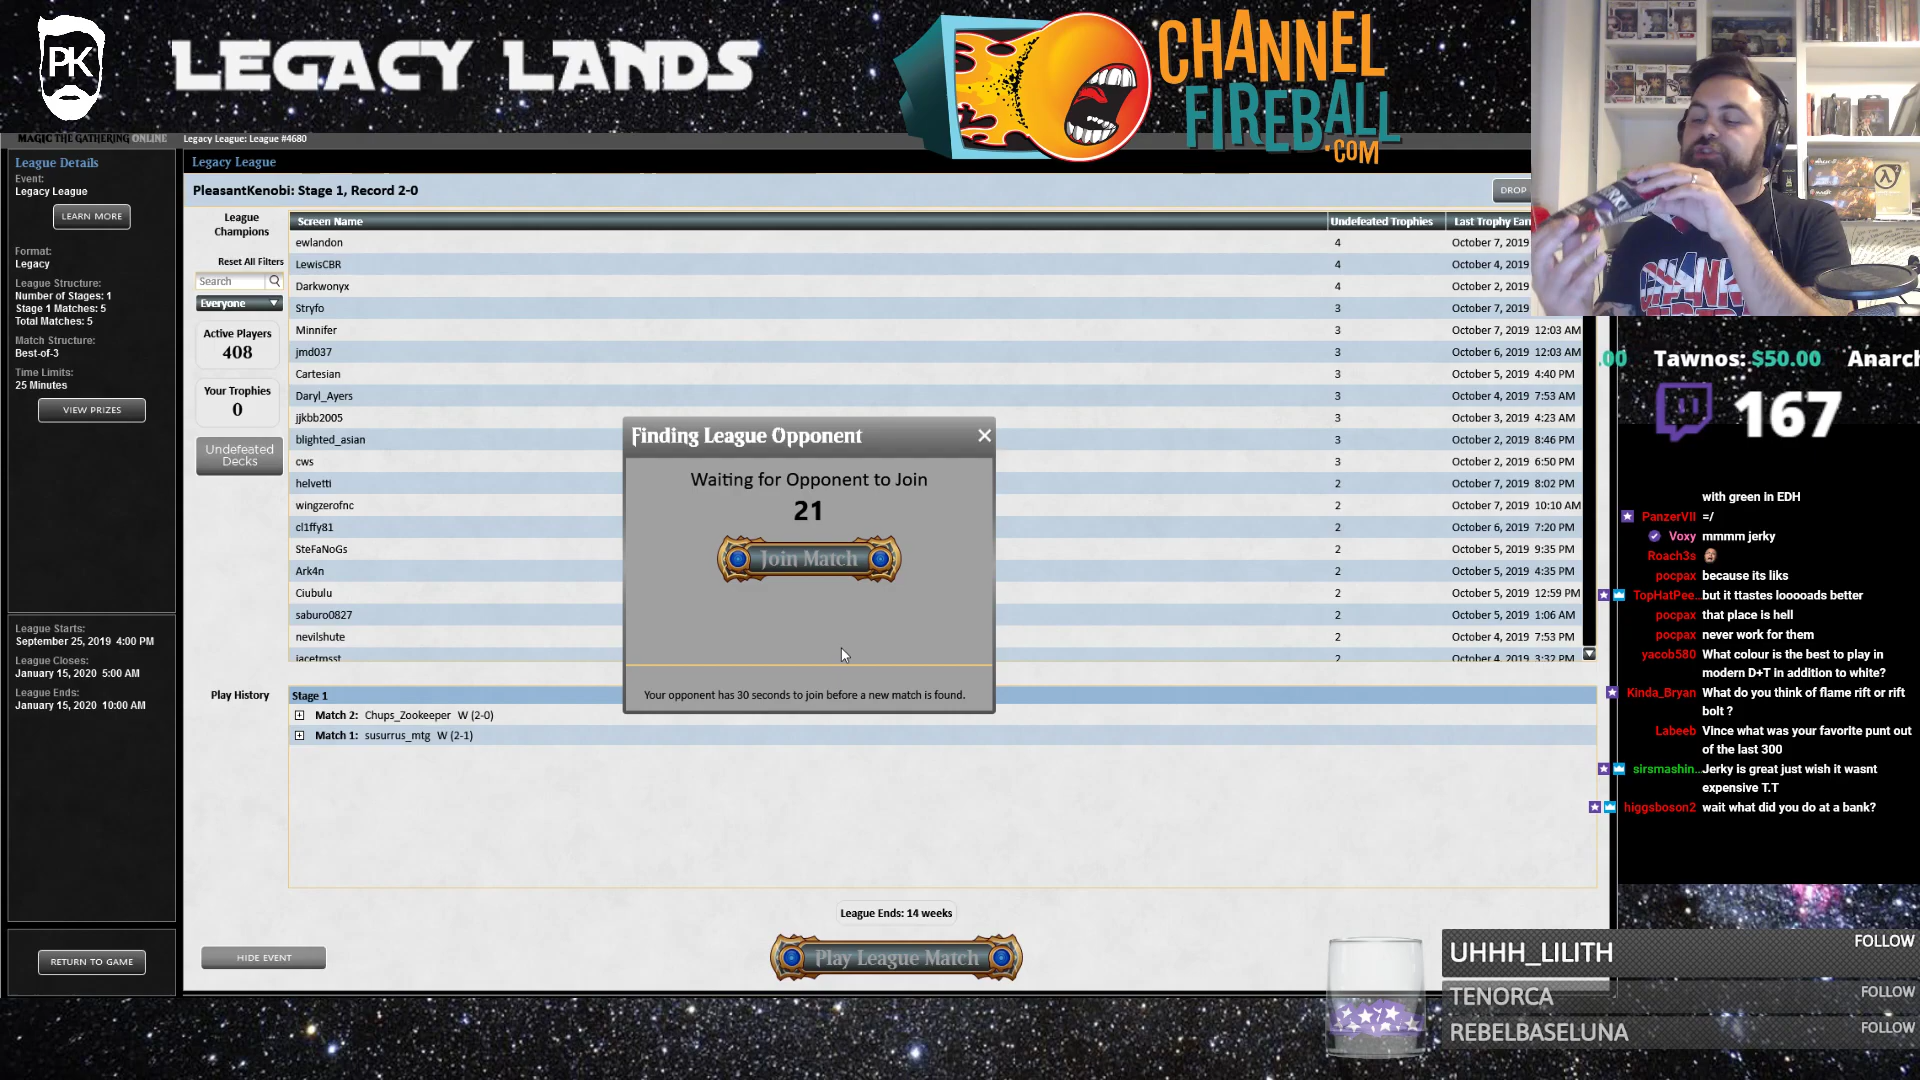 PK
LEGACY LANDS
CHANNEL
FIREBALL
.COM
MAGIC THE GATHERING ONLINE
Legacy League: League #4680
League Details
Event:
Legacy League
LEARN MORE
Format:
Legacy
League Structure:
Number of Stages: 1
Stage 1 Matches: 5
Total Matches: 5
Match Structure:
Best-of-3
Time Limits:
25 Minutes
VIEW PRIZES
League Starts:
September 25, 2019 4:00 PM
League Closes:
January 15, 2020 5:00 AM
League Ends:
January 15, 2020 10:00 AM
RETURN TO GAME
Legacy League
PleasantKenobi: Stage 1, Record 2-0
DROP
League
Champions
Reset All Filters
Search
Everyone
Active Players
408
Your Trophies
0
Undefeated
Decks
Screen Name Undefeated Trophies Last Trophy Earn
ewlandon 4 October 7, 2019
LewisCBR 4 October 4, 2019
Darkwonyx 4 October 2, 2019
Stryfo 3 October 7, 2019
Minnifer 3 October 7, 2019 12:03 AM
jmd037 3 October 6, 2019 12:03 AM
Cartesian 3 October 5, 2019 4:40 PM
Daryl_Ayers 3 October 4, 2019 7:53 AM
jjkbb2005 3 October 3, 2019 4:23 AM
blighted_asian 3 October 2, 2019 8:46 PM
cws 3 October 2, 2019 6:50 PM
helvetti 2 October 7, 2019 8:02 PM
wingzerofnc 2 October 7, 2019 10:10 AM
cl1ffy81 2 October 6, 2019 7:20 PM
SteFaNoGs 2 October 5, 2019 9:35 PM
Ark4n 2 October 5, 2019 4:35 PM
Ciubulu 2 October 5, 2019 12:59 PM
saburo0827 2 October 5, 2019 1:06 AM
nevilshute 2 October 4, 2019 7:53 PM
jacetmsst 2 October 4, 2019 3:32 PM
Finding League Opponent
Waiting for Opponent to Join
21
Join Match
Your opponent has 30 seconds to join before a new match is found.
Play History
Stage 1
Match 2: Chups_Zookeeper W (2-0)
Match 1: susurrus_mtg W (2-1)
League Ends: 14 weeks
HIDE EVENT
Play League Match
.00 Tawnos: $50.00 Anarch
167
with green in EDH
PanzerVII =/
Voxy mmmm jerky
Roach3s
pocpax because its liks
TopHatPee... but it ttastes looooads better
pocpax that place is hell
pocpax never work for them
yacob580 What colour is the best to play in
modern D+T in addition to white?
Kinda_Bryan What do you think of flame rift or rift
bolt ?
Labeeb Vince what was your favorite punt out
of the last 300
sirsmashin... Jerky is great just wish it wasnt
expensive T.T
higgsboson2 wait what did you do at a bank?
UHHH_LILITH FOLLOW
TENORCA FOLLOW
REBELBASELUNA FOLLOW